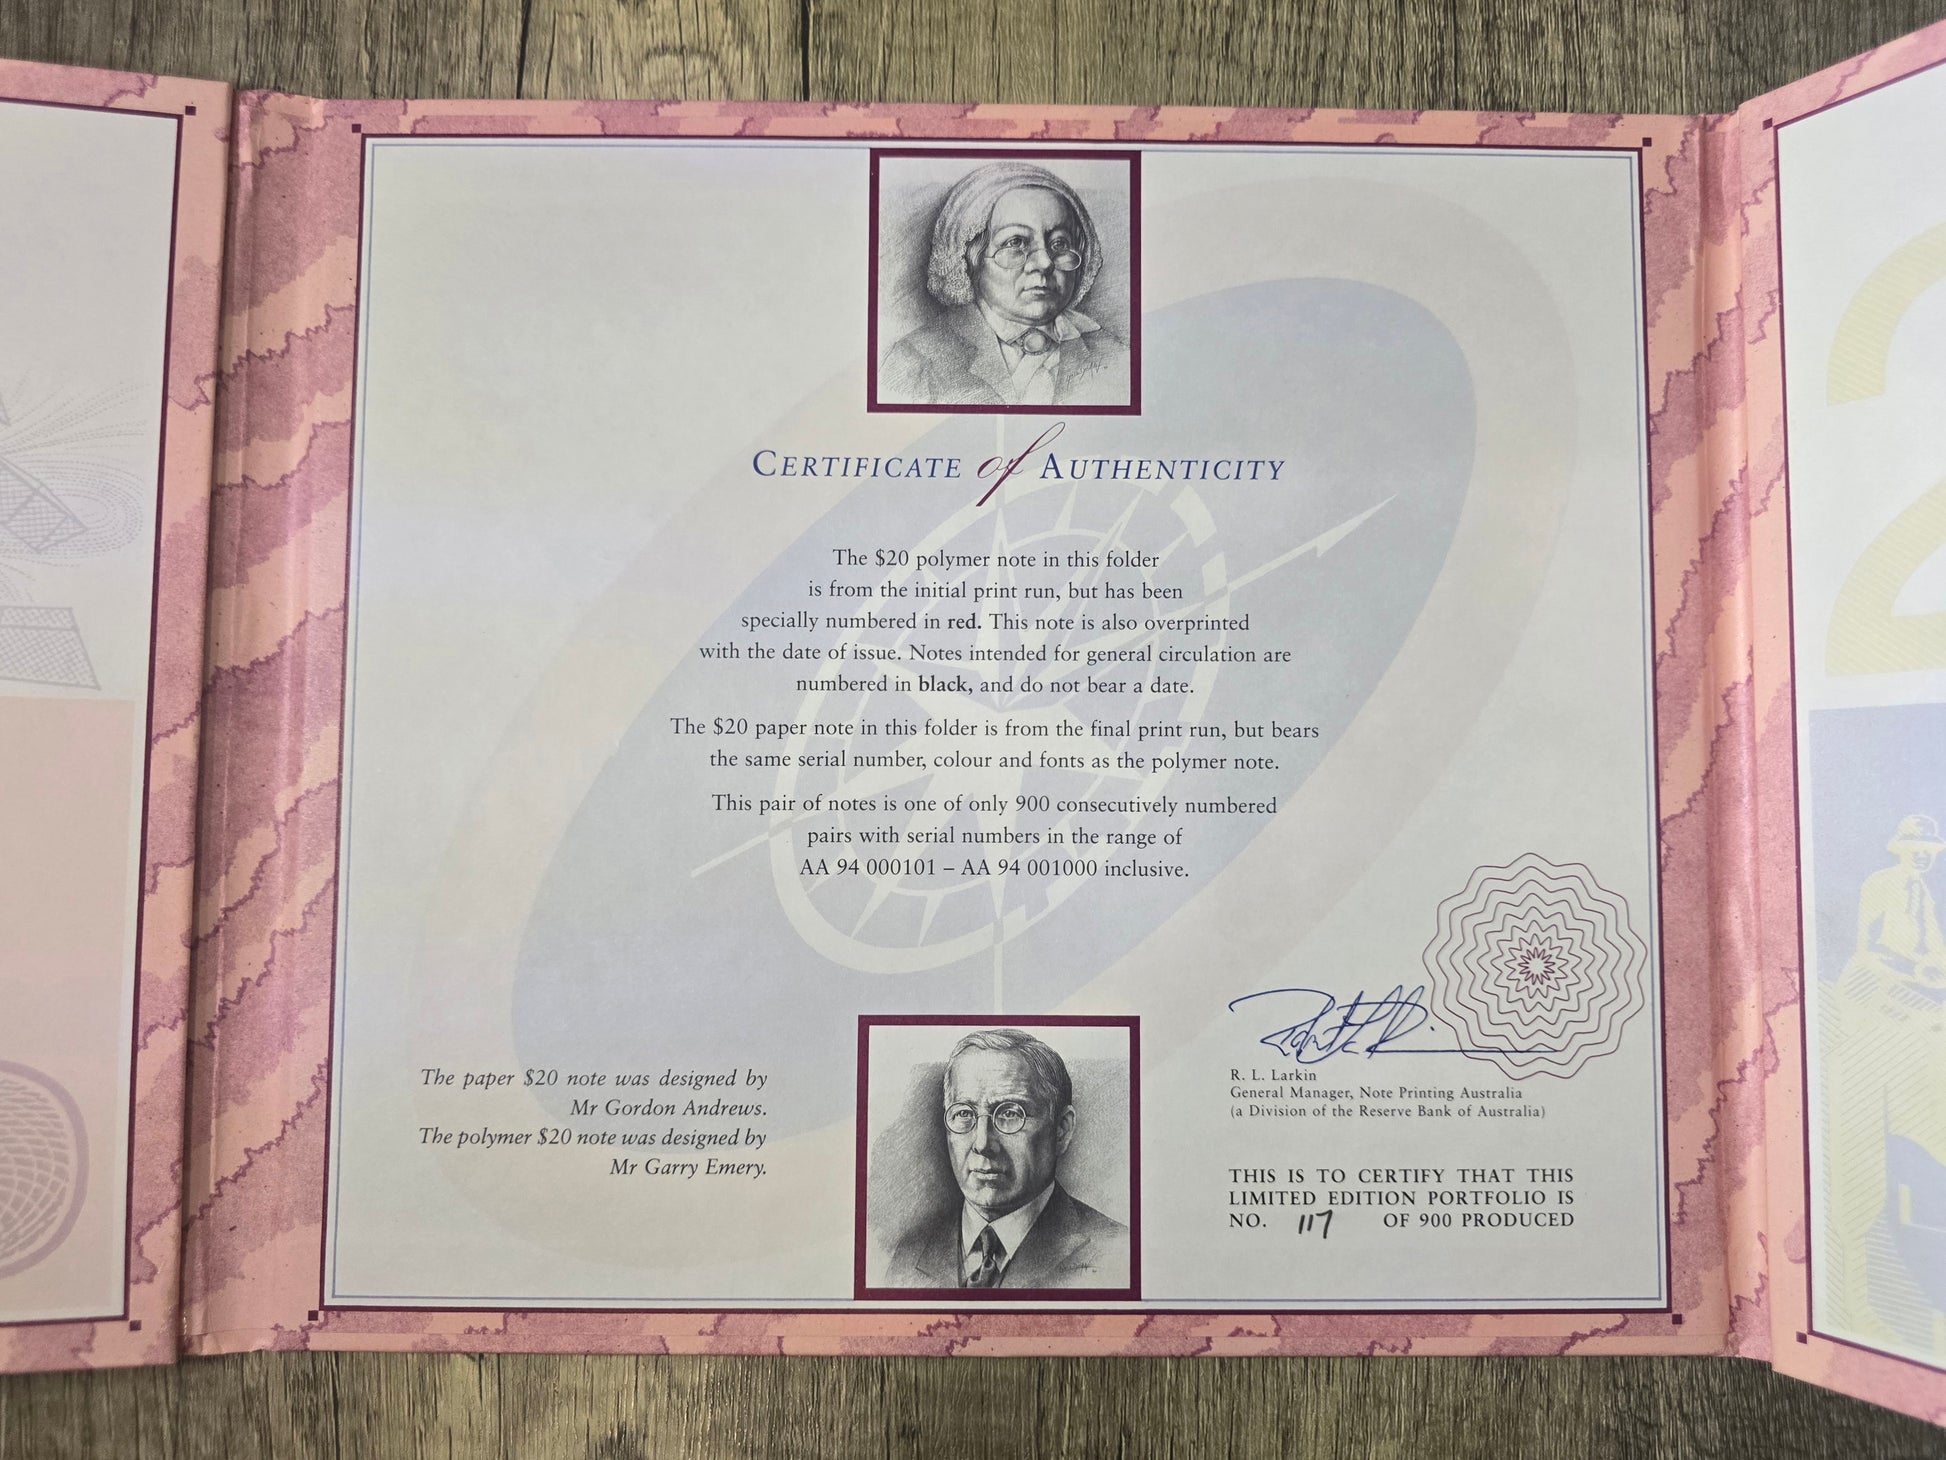 CERTIFICATE of AUTHENTICITY
The $20 polymer note in this folder
is from the initial print run, but has been
specially numbered in red. This note is also overprinted
with the date of issue. Notes intended for general circulation are
numbered in black, and do not bear a date.
The $20 paper note in this folder is from the final print run, but bears
the same serial number, colour and fonts as the polymer note.
This pair of notes is one of only 900 consecutively numbered
pairs with serial numbers in the range of
AA 94 000101 – AA 94 001000 inclusive.
The paper $20 note was designed by
Mr Gordon Andrews.
The polymer $20 note was designed by
Mr Garry Emery.
R. L. Larkin
General Manager, Note Printing Australia
(a Division of the Reserve Bank of Australia)
THIS IS TO CERTIFY THAT THIS
LIMITED EDITION PORTFOLIO IS
NO. 117 OF 900 PRODUCED
2